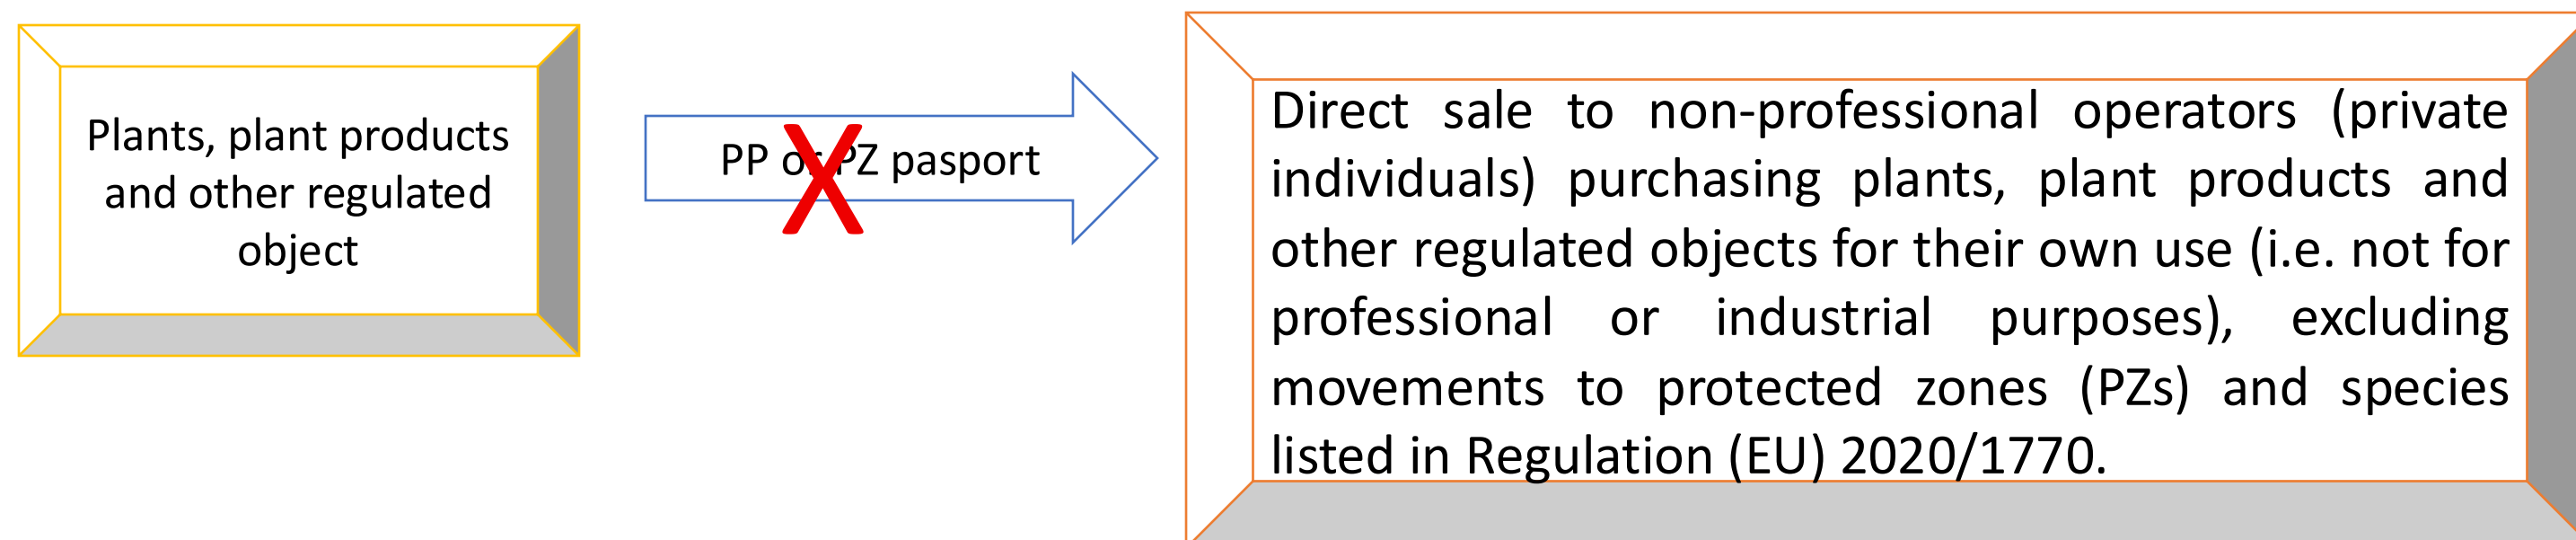 Plants, plant products
and other regulated
object
PP or PZ pasport
X
Direct sale to non-professional operators (private
individuals) purchasing plants, plant products and
other regulated objects for their own use (i.e. not for
professional or industrial purposes), excluding
movements to protected zones (PZs) and species
listed in Regulation (EU) 2020/1770.